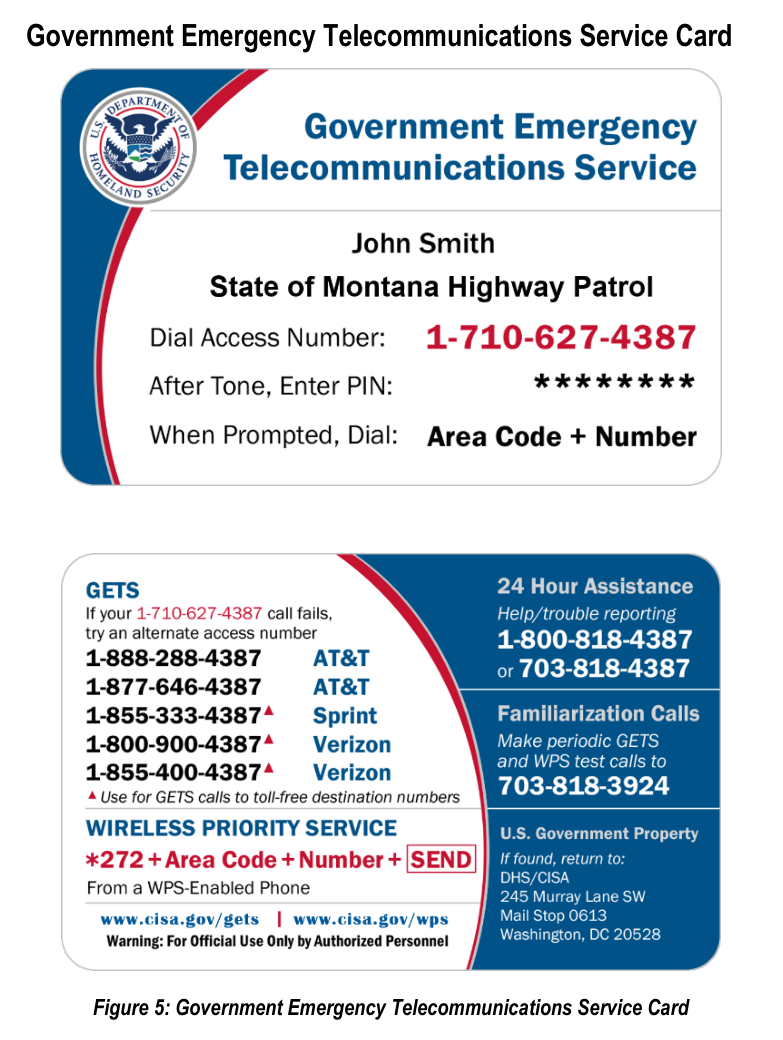 Government Emergency Telecommunications Service Card
U.S. DEPARTMENT OF
HOMELAND SECURITY
Government Emergency
Telecommunications Service
John Smith
State of Montana Highway Patrol
Dial Access Number: 1-710-627-4387
After Tone, Enter PIN: ********
When Prompted, Dial: Area Code + Number
GETS
If your 1-710-627-4387 call fails,
try an alternate access number
1-888-288-4387 AT&T
1-877-646-4387 AT&T
1-855-333-4387▲ Sprint
1-800-900-4387▲ Verizon
1-855-400-4387▲ Verizon
▲ Use for GETS calls to toll-free destination numbers
WIRELESS PRIORITY SERVICE
*272 + Area Code + Number + SEND
From a WPS-Enabled Phone
www.cisa.gov/gets | www.cisa.gov/wps
Warning: For Official Use Only by Authorized Personnel
24 Hour Assistance
Help/trouble reporting
1-800-818-4387
or 703-818-4387
Familiarization Calls
Make periodic GETS
and WPS test calls to
703-818-3924
U.S. Government Property
If found, return to:
DHS/CISA
245 Murray Lane SW
Mail Stop 0613
Washington, DC 20528
Figure 5: Government Emergency Telecommunications Service Card